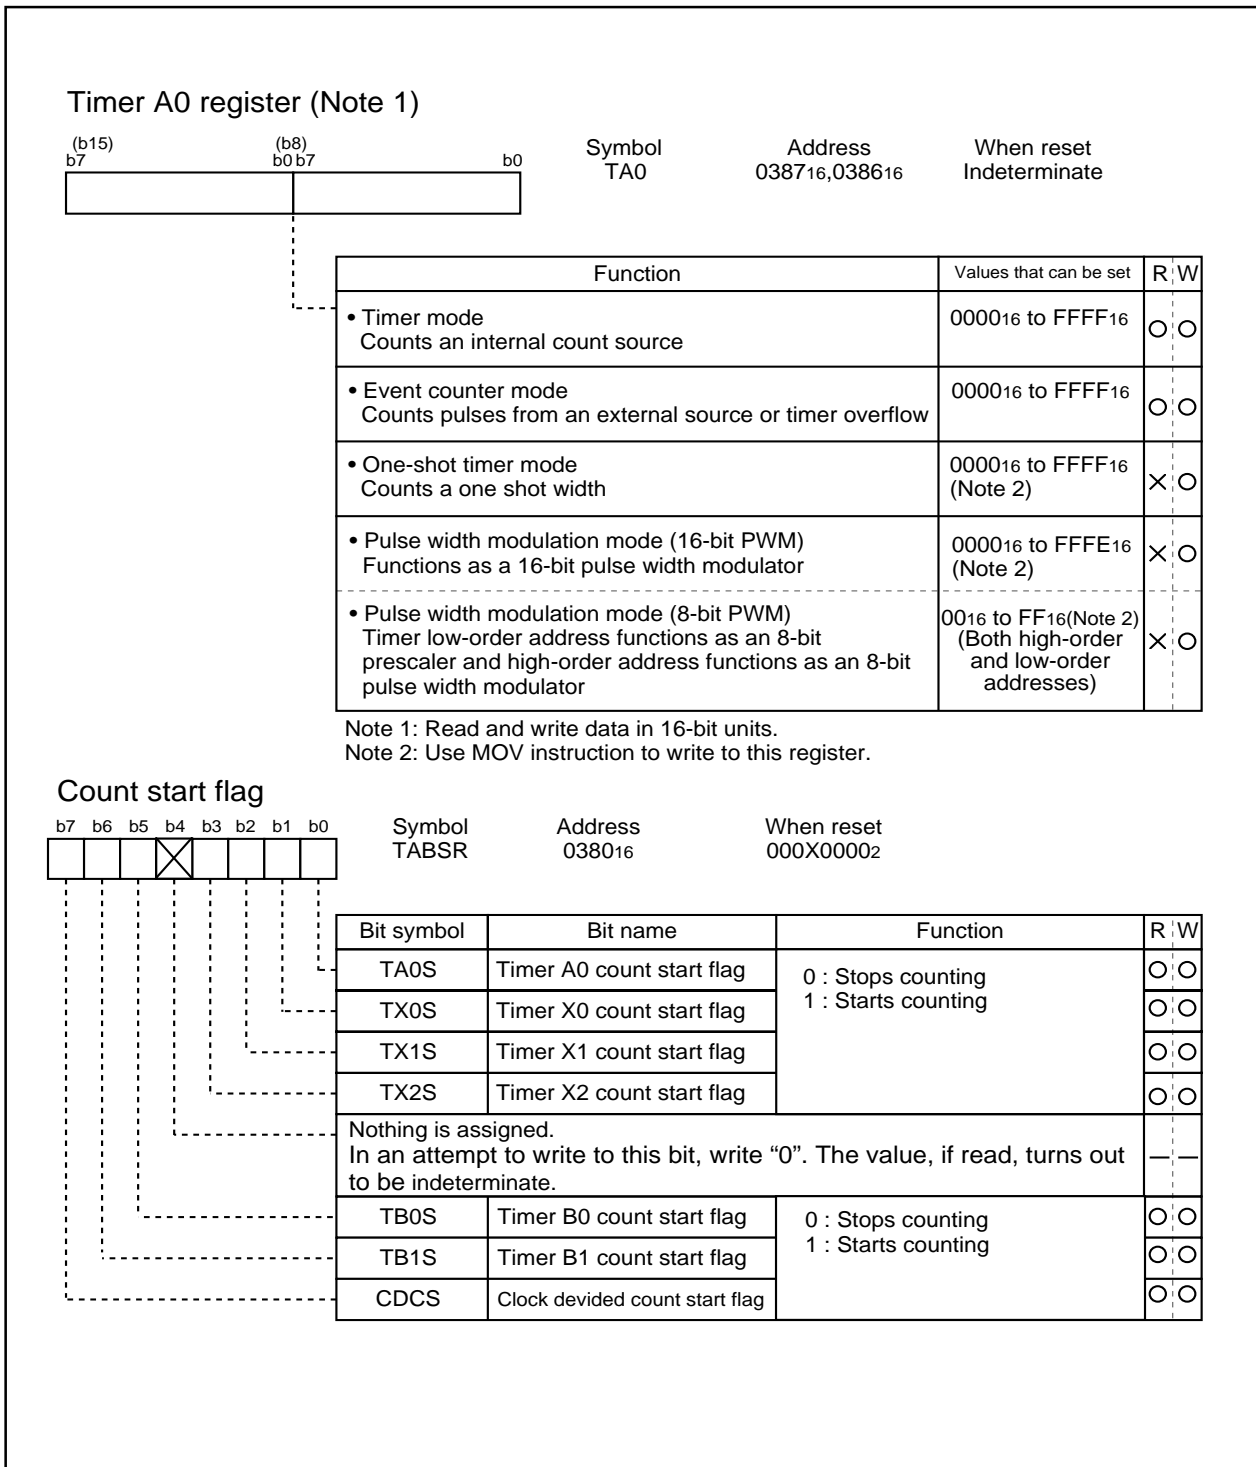 Timer A0 register (Note 1)
(b15) (b8)
b7 b0 b7 b0
Symbol Address When reset
TA0 038716,038616 Indeterminate
Function Values that can be set R W
• Timer mode 000016 to FFFF16
Counts an internal count source
• Event counter mode 000016 to FFFF16
Counts pulses from an external source or timer overflow
• One-shot timer mode 000016 to FFFF16
Counts a one shot width (Note 2)
• Pulse width modulation mode (16-bit PWM) 000016 to FFFE16
Functions as a 16-bit pulse width modulator (Note 2)
• Pulse width modulation mode (8-bit PWM) 0016 to FF16(Note 2)
Timer low-order address functions as an 8-bit (Both high-order
prescaler and high-order address functions as an 8-bit and low-order
pulse width modulator addresses)
Note 1: Read and write data in 16-bit units.
Note 2: Use MOV instruction to write to this register.
Count start flag
b7 b6 b5 b4 b3 b2 b1 b0
Symbol Address When reset
TABSR 038016 000X00002
Bit symbol Bit name Function R W
TA0S Timer A0 count start flag 0 : Stops counting
TX0S Timer X0 count start flag 1 : Starts counting
TX1S Timer X1 count start flag
TX2S Timer X2 count start flag
Nothing is assigned.
In an attempt to write to this bit, write “0”. The value, if read, turns out
to be indeterminate.
TB0S Timer B0 count start flag 0 : Stops counting
TB1S Timer B1 count start flag 1 : Starts counting
CDCS Clock devided count start flag